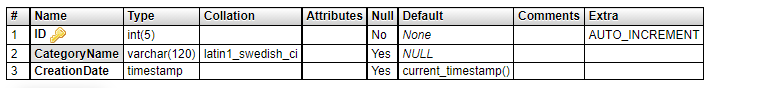 # Name Type Collation Attributes Null Default Comments Extra
1 ID int(5) No None AUTO_INCREMENT
2 CategoryName varchar(120) latin1_swedish_ci Yes NULL
3 CreationDate timestamp Yes current_timestamp()